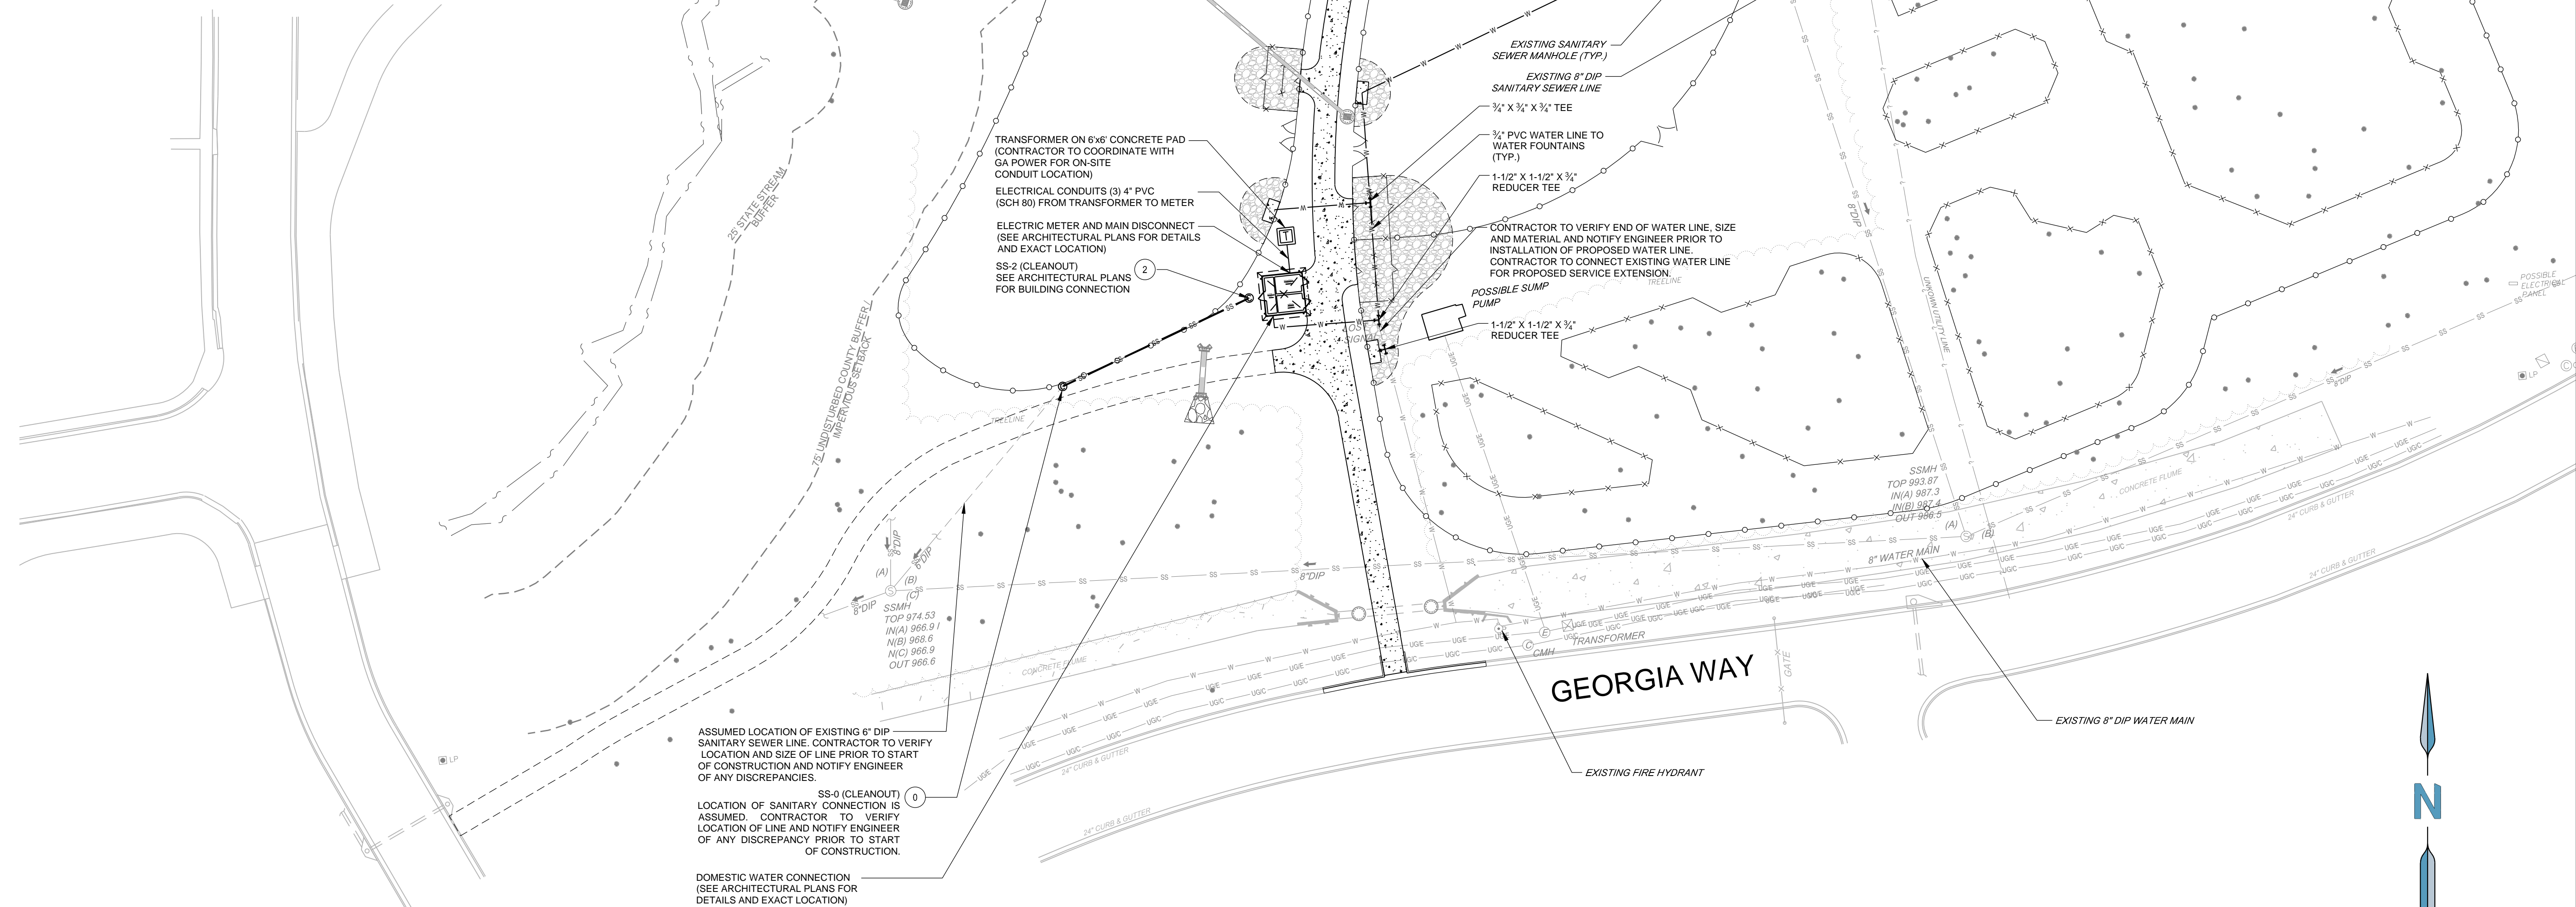 EXISTING SANITARY
SEWER MANHOLE (TYP.)
EXISTING 8" DIP
SANITARY SEWER LINE
¾" X ¾" X ¾" TEE
¾" PVC WATER LINE TO
WATER FOUNTAINS
(TYP.)
1-1/2" X 1-1/2" X ¾"
REDUCER TEE
CONTRACTOR TO VERIFY END OF WATER LINE, SIZE
AND MATERIAL AND NOTIFY ENGINEER PRIOR TO
INSTALLATION OF PROPOSED WATER LINE.
CONTRACTOR TO CONNECT EXISTING WATER LINE
FOR PROPOSED SERVICE EXTENSION.
TREELINE
POSSIBLE SUMP
PUMP
1-1/2" X 1-1/2" X ¾"
REDUCER TEE
TRANSFORMER ON 6'x6' CONCRETE PAD
(CONTRACTOR TO COORDINATE WITH
GA POWER FOR ON-SITE
CONDUIT LOCATION)
ELECTRICAL CONDUITS (3) 4" PVC
(SCH 80) FROM TRANSFORMER TO METER
ELECTRIC METER AND MAIN DISCONNECT
(SEE ARCHITECTURAL PLANS FOR DETAILS
AND EXACT LOCATION)
SS-2 (CLEANOUT)
SEE ARCHITECTURAL PLANS
FOR BUILDING CONNECTION
2
T
LOST
SIGNAL
25' STATE STREAM
BUFFER
75' UNDISTURBED COUNTY BUFFER /
IMPERVIOUS SETBACK
TREELINE
8"DIP
UNKOWN UTILITY LINE
POSSIBLE
ELECTRICAL
PANEL
LP
8"DIP
SSMH
TOP 993.87
IN(A) 987.3
IN(B) 987.4
OUT 986.5
(A)
(B)
CONCRETE FLUME
24" CURB & GUTTER
24" CURB & GUTTER
8" WATER MAIN
8"DIP
6"DIP
(A)
(B)
(C)
8"DIP
8"DIP
SSMH
TOP 974.53
IN(A) 966.9 I
N(B) 968.6
N(C) 966.9
OUT 966.6
CONCRETE FLUME
E
C
CMH
TRANSFORMER
GEORGIA WAY
GATE
EXISTING 8" DIP WATER MAIN
EXISTING FIRE HYDRANT
LP
24" CURB & GUTTER
24" CURB & GUTTER
ASSUMED LOCATION OF EXISTING 6" DIP
SANITARY SEWER LINE. CONTRACTOR TO VERIFY
LOCATION AND SIZE OF LINE PRIOR TO START
OF CONSTRUCTION AND NOTIFY ENGINEER
OF ANY DISCREPANCIES.
SS-0 (CLEANOUT)
0
LOCATION OF SANITARY CONNECTION IS
ASSUMED. CONTRACTOR TO VERIFY
LOCATION OF LINE AND NOTIFY ENGINEER
OF ANY DISCREPANCY PRIOR TO START
OF CONSTRUCTION.
DOMESTIC WATER CONNECTION
(SEE ARCHITECTURAL PLANS FOR
DETAILS AND EXACT LOCATION)
N